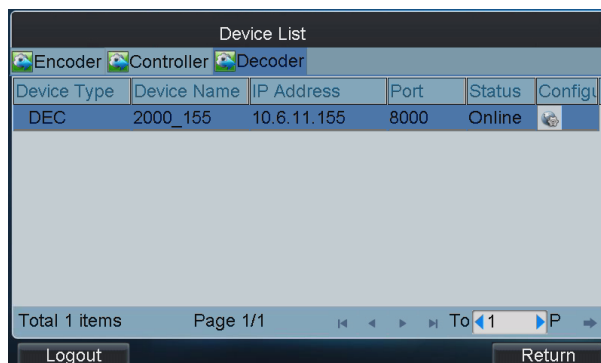 Device List
Encoder Controller Decoder
Device Type Device Name IP Address Port Status Configu
DEC 2000_155 10.6.11.155 8000 Online
Total 1 items Page 1/1 To 1 P
Logout Return